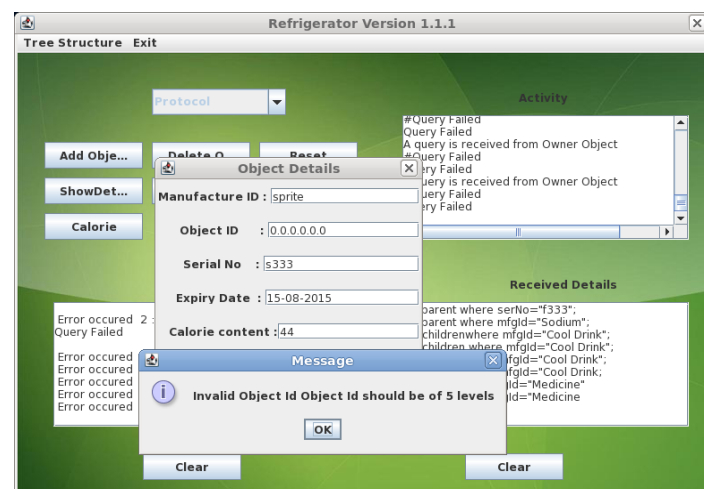 Refrigerator Version 1.1.1
Tree Structure Exit
Protocol
Activity
#Query Failed
Query Failed
A query is received from Owner Object
#Query Failed
ery Failed
uery is received from Owner Object
Query Failed
ery Failed
Add Obje...
Delete O
Reset
ShowDet...
Calorie
Object Details
Manufacture ID : sprite
Object ID : 0.0.0.0.0.0
Serial No : s333
Expiry Date : 15-08-2015
Calorie content : 44
Received Details
Error occured 2 :
Query Failed
Error occured
Error occured
Error occured
Error occured
Error occured
parent where serNo="f333";
parent where mfgId="Sodium";
childrenwhere mfgId="Cool Drink";
children where mfgId="Cool Drink";
fgId="Cool Drink";
fgId="Cool Drink;
gId="Medicine"
Id="Medicine
Message
Invalid Object Id Object Id should be of 5 levels
OK
Clear
Clear